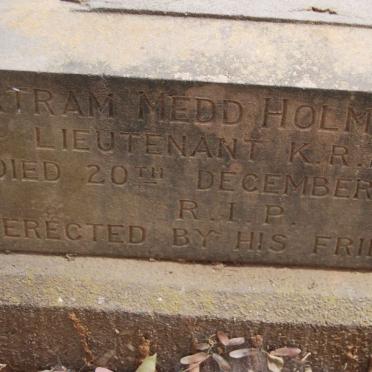 TRAM MEDD HOLM
LIEUTENANT K.R.
DIED 20TH DECEMBER
R.I.P.
ERECTED BY HIS FRI